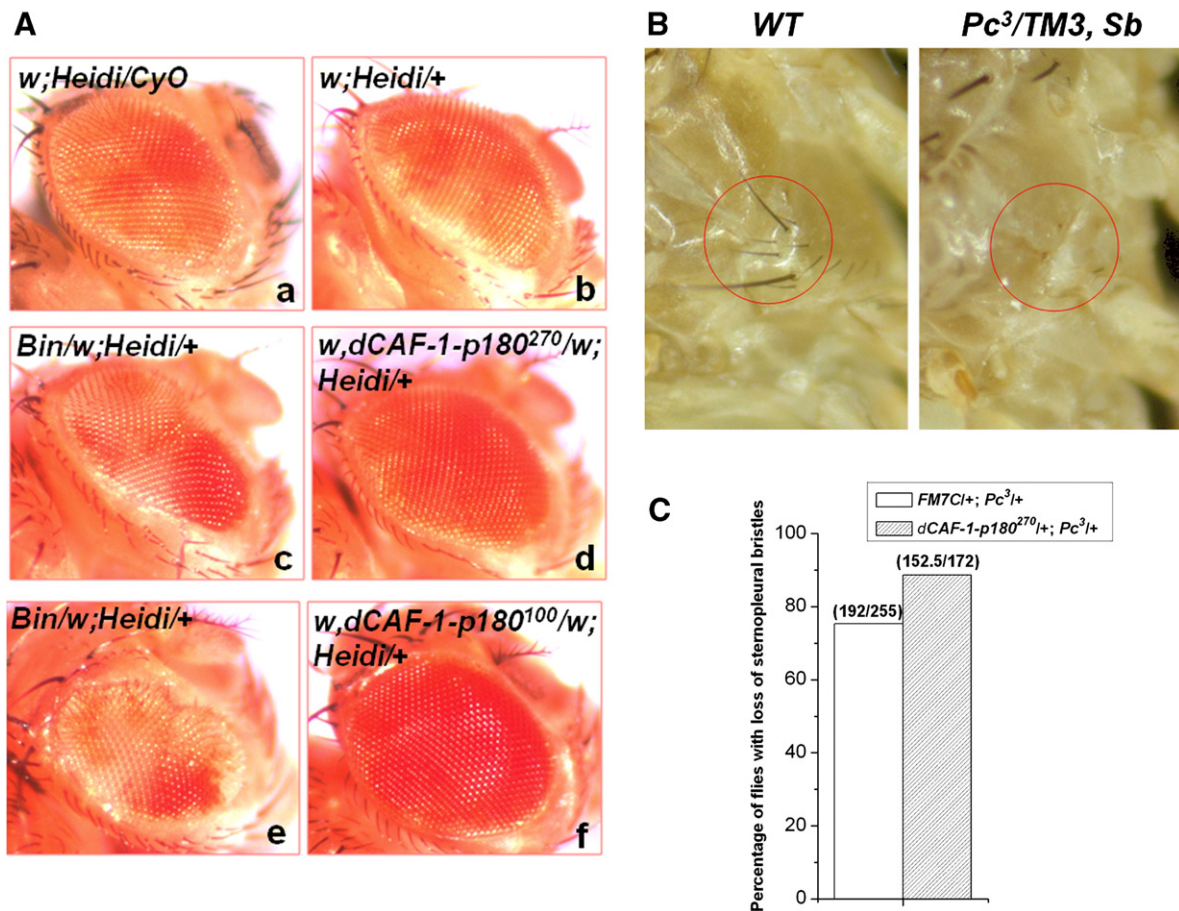 A
w;Heidi/CyO
a
w;Heidi/+
b
Bin/w;Heidi/+
c
w,dCAF-1-p180²⁷⁰/w;
Heidi/+
d
Bin/w;Heidi/+
e
w,dCAF-1-p180¹⁰⁰/w;
Heidi/+
f
B
WT
Pc³/TM3, Sb
C
FM7C/+; Pc³/+
dCAF-1-p180²⁷⁰/+; Pc³/+
Percentage of flies with loss of sternopleural bristles
100
80
60
40
20
0
(192/255)
(152.5/172)